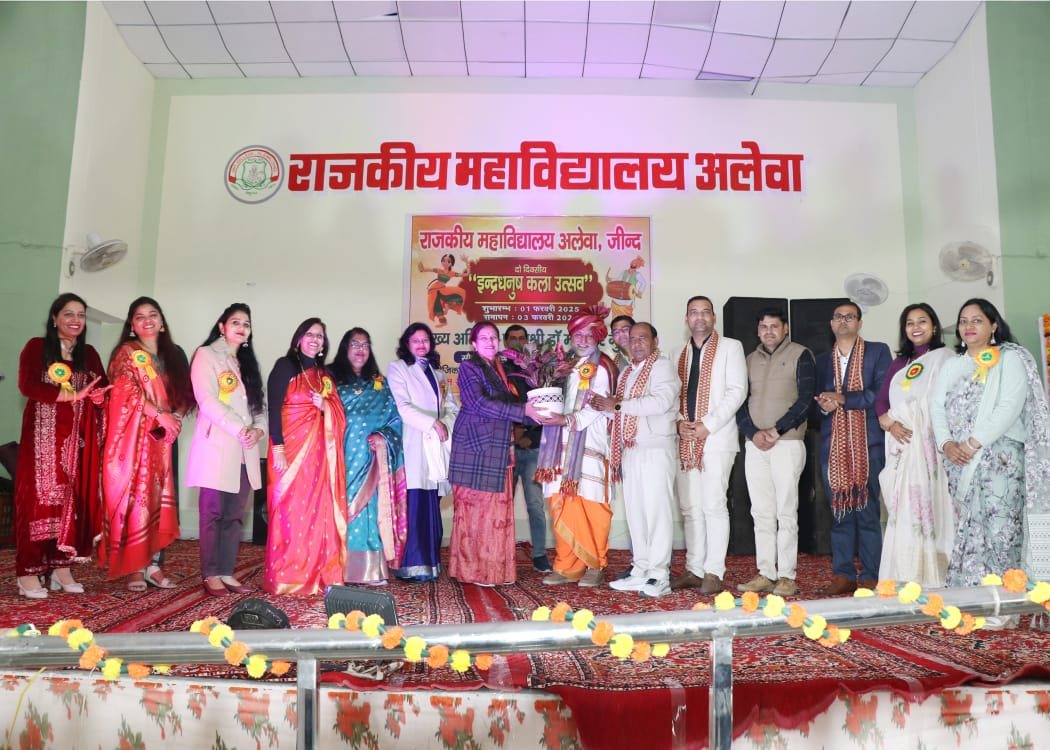 राजकीय महाविद्यालय अलेवा
राजकीय महाविद्यालय अलेवा, जीन्द
दो दिवसीय
"इन्द्रधनुष कला उत्सव"
शुभारम्भ : 01 फरवरी 2025
समापन : 03 फरवरी